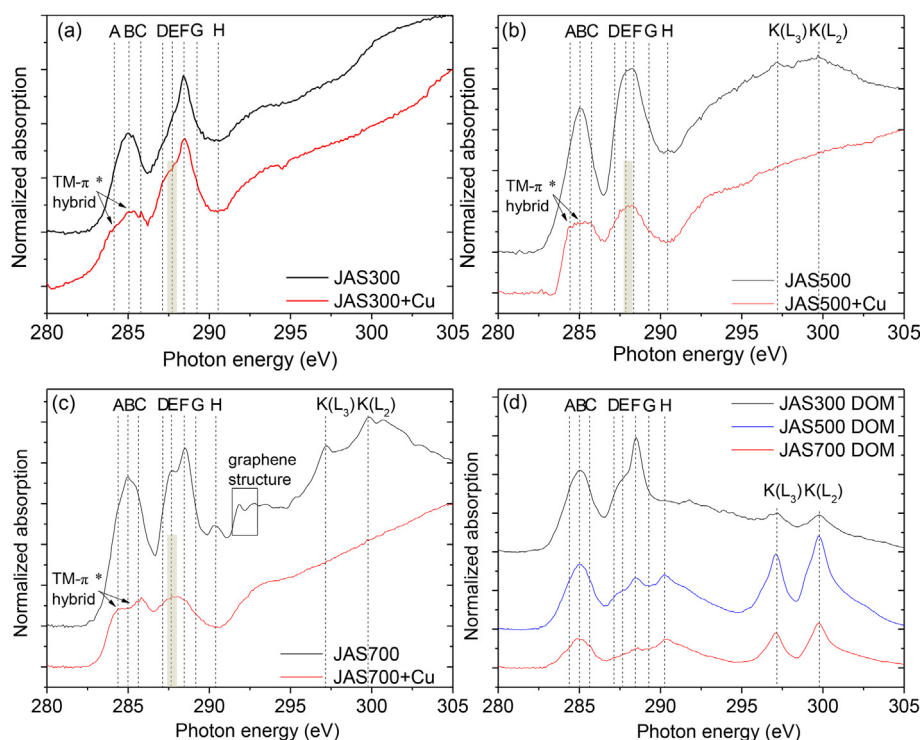 (a)
A BC DEFG H
Normalized absorption
TM-π *
hybrid
JAS300
JAS300+Cu
280 285 290 295 300 305
Photon energy (eV)
(b)
ABC DEFG H K(L3) K(L2)
Normalized absorption
TM-π *
hybrid
JAS500
JAS500+Cu
280 285 290 295 300 305
Photon energy (eV)
(c)
ABC DEFG H K(L3) K(L2)
graphene
structure
Normalized absorption
TM-π *
hybrid
JAS700
JAS700+Cu
280 285 290 295 300 305
Photon energy (eV)
(d)
ABC DEFG H
JAS300 DOM
JAS500 DOM
JAS700 DOM
K(L3) K(L2)
Normalized absorption
280 285 290 295 300 305
Photon energy (eV)